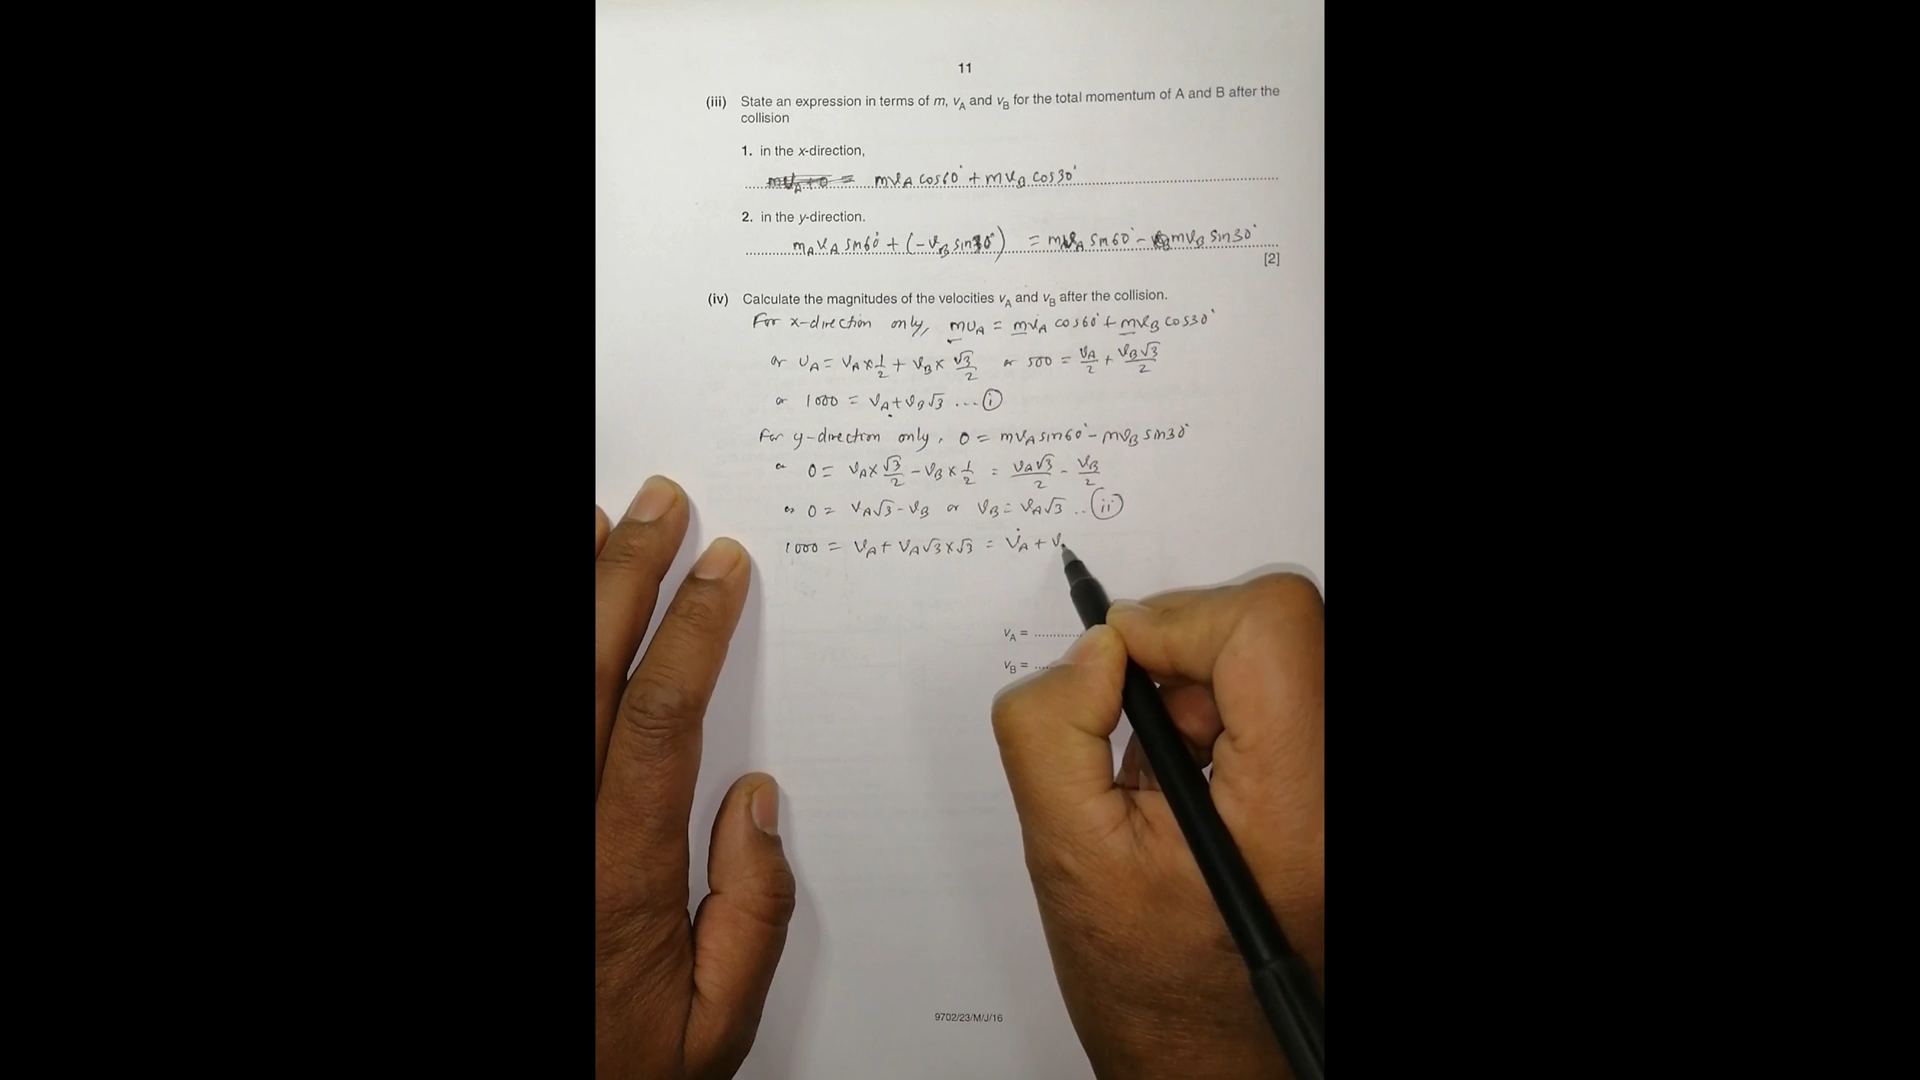 11
(iii) State an expression in terms of m, vA and vB for the total momentum of A and B after the
collision
1. in the x-direction,
mvA cos60° + mvB cos30°
2. in the y-direction.
mAvA sin60° + (-vB sin30°) = mvA sin60° - mvB sin30°
[2]
(iv) Calculate the magnitudes of the velocities vA and vB after the collision.
For x-direction only, muA = mvA cos60° + mvB cos30°
or uA = vA × 1/2 + vB × √3/2 or 500 = vA/2 + vB√3/2
or 1000 = vA + vB√3 ... (i)
For y-direction only, 0 = mvA sin60° - mvB sin30°
or 0 = vA × √3/2 - vB × 1/2 = vA√3/2 - vB/2
or 0 = vA√3 - vB or vB = vA√3 .. (ii)
1000 = vA + vA√3 × √3 = vA + v
vA = ............
vB = ....
9702/23/M/J/16